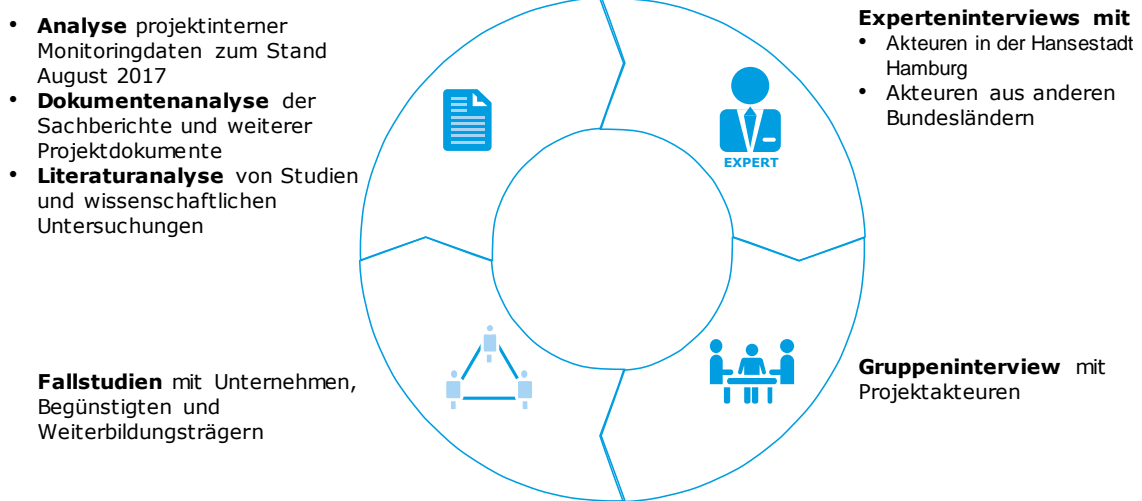 • Analyse projektinterner
Monitoringdaten zum Stand
August 2017
• Dokumentenanalyse der
Sachberichte und weiterer
Projektdokumente
• Literaturanalyse von Studien
und wissenschaftlichen
Untersuchungen
Experteninterviews mit
• Akteuren in der Hansestadt
Hamburg
• Akteuren aus anderen
Bundesländern
EXPERT
Fallstudien mit Unternehmen,
Begünstigten und
Weiterbildungsträgern
Gruppeninterview mit
Projektakteuren